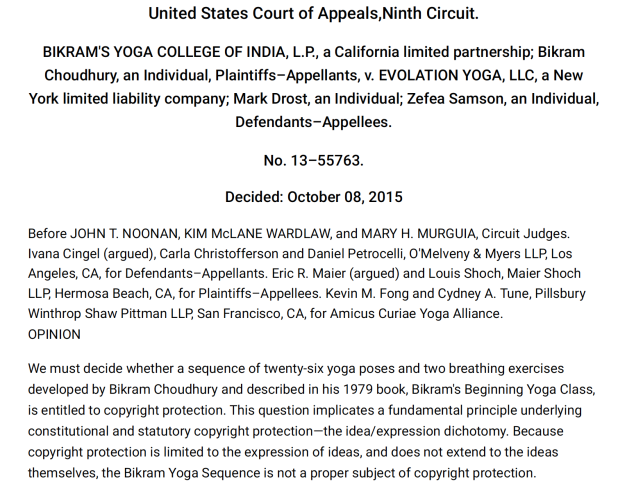 United States Court of Appeals,Ninth Circuit.
BIKRAM'S YOGA COLLEGE OF INDIA, L.P., a California limited partnership; Bikram
Choudhury, an Individual, Plaintiffs–Appellants, v. EVOLATION YOGA, LLC, a New
York limited liability company; Mark Drost, an Individual; Zefea Samson, an Individual,
Defendants–Appellees.
No. 13–55763.
Decided: October 08, 2015
Before JOHN T. NOONAN, KIM McLANE WARDLAW, and MARY H. MURGUIA, Circuit Judges.
Ivana Cingel (argued), Carla Christofferson and Daniel Petrocelli, O'Melveny & Myers LLP, Los
Angeles, CA, for Defendants–Appellants. Eric R. Maier (argued) and Louis Shoch, Maier Shoch
LLP, Hermosa Beach, CA, for Plaintiffs–Appellees. Kevin M. Fong and Cydney A. Tune, Pillsbury
Winthrop Shaw Pittman LLP, San Francisco, CA, for Amicus Curiae Yoga Alliance.
OPINION
We must decide whether a sequence of twenty-six yoga poses and two breathing exercises
developed by Bikram Choudhury and described in his 1979 book, Bikram's Beginning Yoga Class,
is entitled to copyright protection. This question implicates a fundamental principle underlying
constitutional and statutory copyright protection—the idea/expression dichotomy. Because
copyright protection is limited to the expression of ideas, and does not extend to the ideas
themselves, the Bikram Yoga Sequence is not a proper subject of copyright protection.